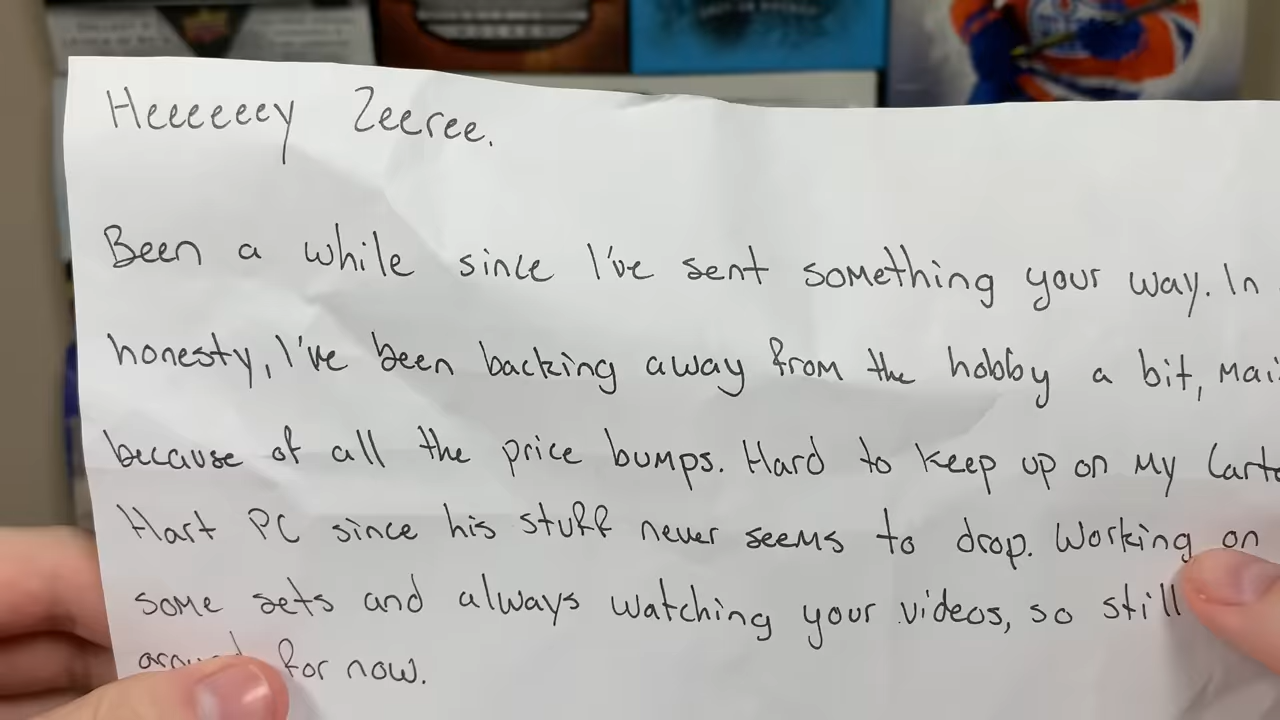 Heeeeeey Zeeree.
Been a while since I've sent something your way. In
honesty, I've been backing away from the hobby a bit,
because of all the price bumps. Hard to keep up on my
Hart PC since his stuff never seems to drop. Working on
some sets and always watching your videos, so still
for now.